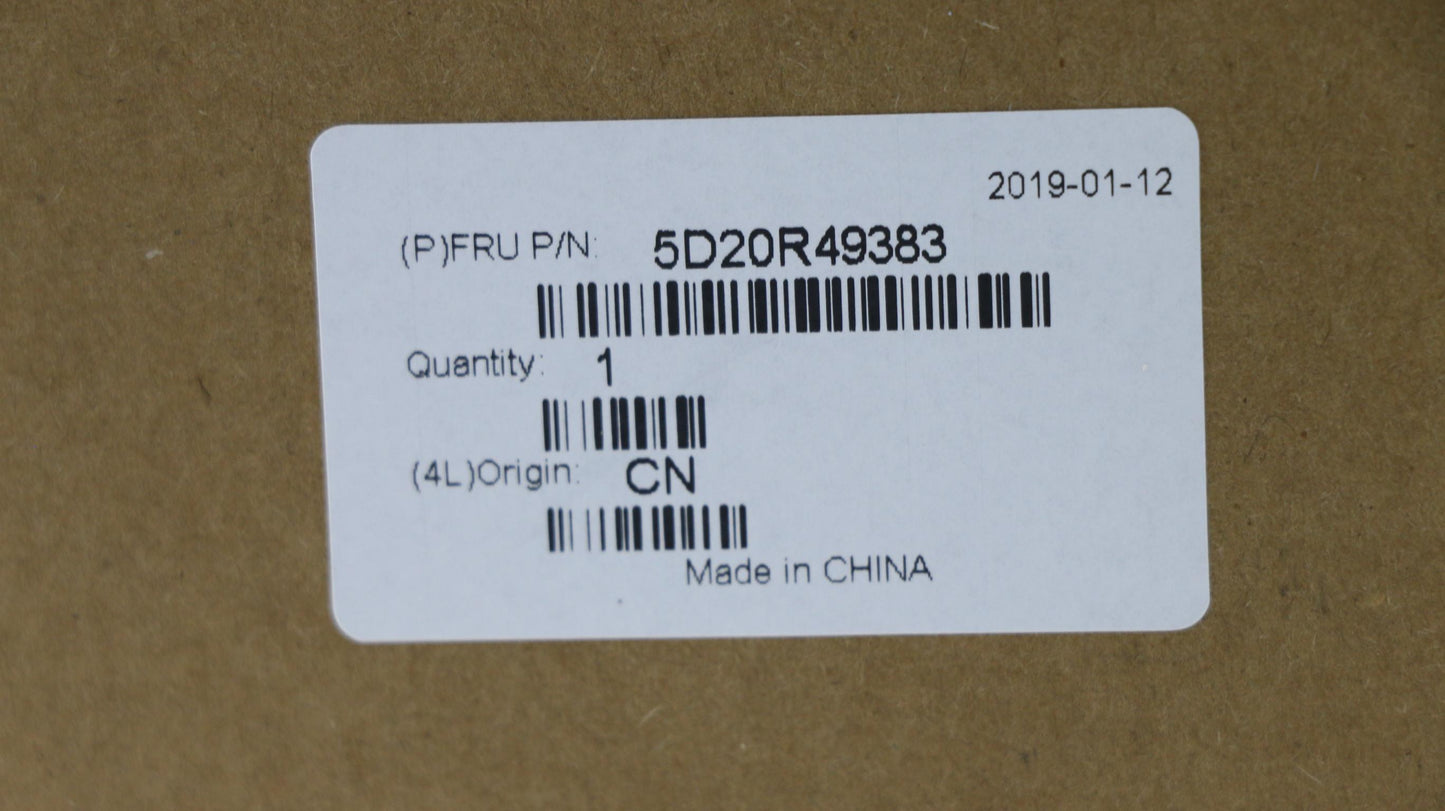 2019-01-12
(P)FRU P/N: 5D20R49383
Quantity: 1
(4L)Origin: CN
Made in CHINA